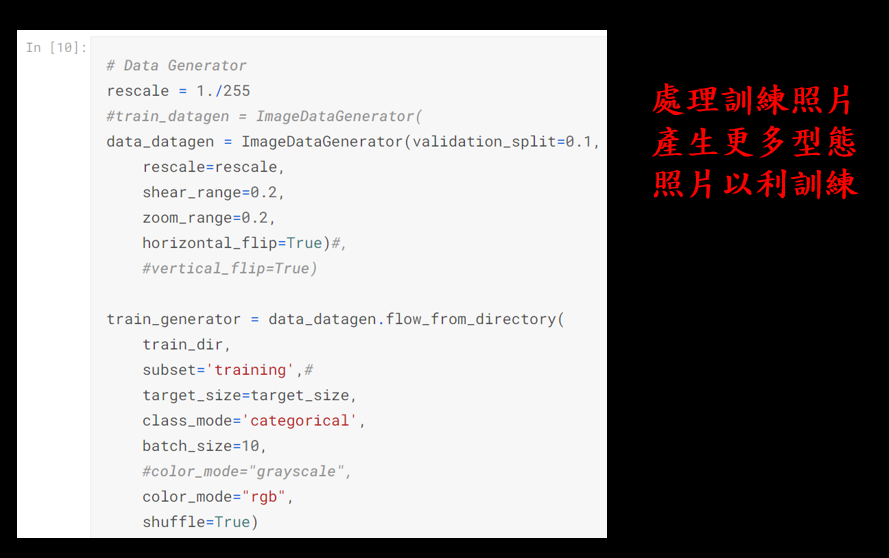 In [10]:
# Data Generator
rescale = 1./255
#train_datagen = ImageDataGenerator(
data_datagen = ImageDataGenerator(validation_split=0.1,
    rescale=rescale,
    shear_range=0.2,
    zoom_range=0.2,
    horizontal_flip=True)#,
    #vertical_flip=True)
train_generator = data_datagen.flow_from_directory(
    train_dir,
    subset='training',#
    target_size=target_size,
    class_mode='categorical',
    batch_size=10,
    #color_mode="grayscale",
    color_mode="rgb",
    shuffle=True)
處理訓練照片
產生更多型態
照片以利訓練